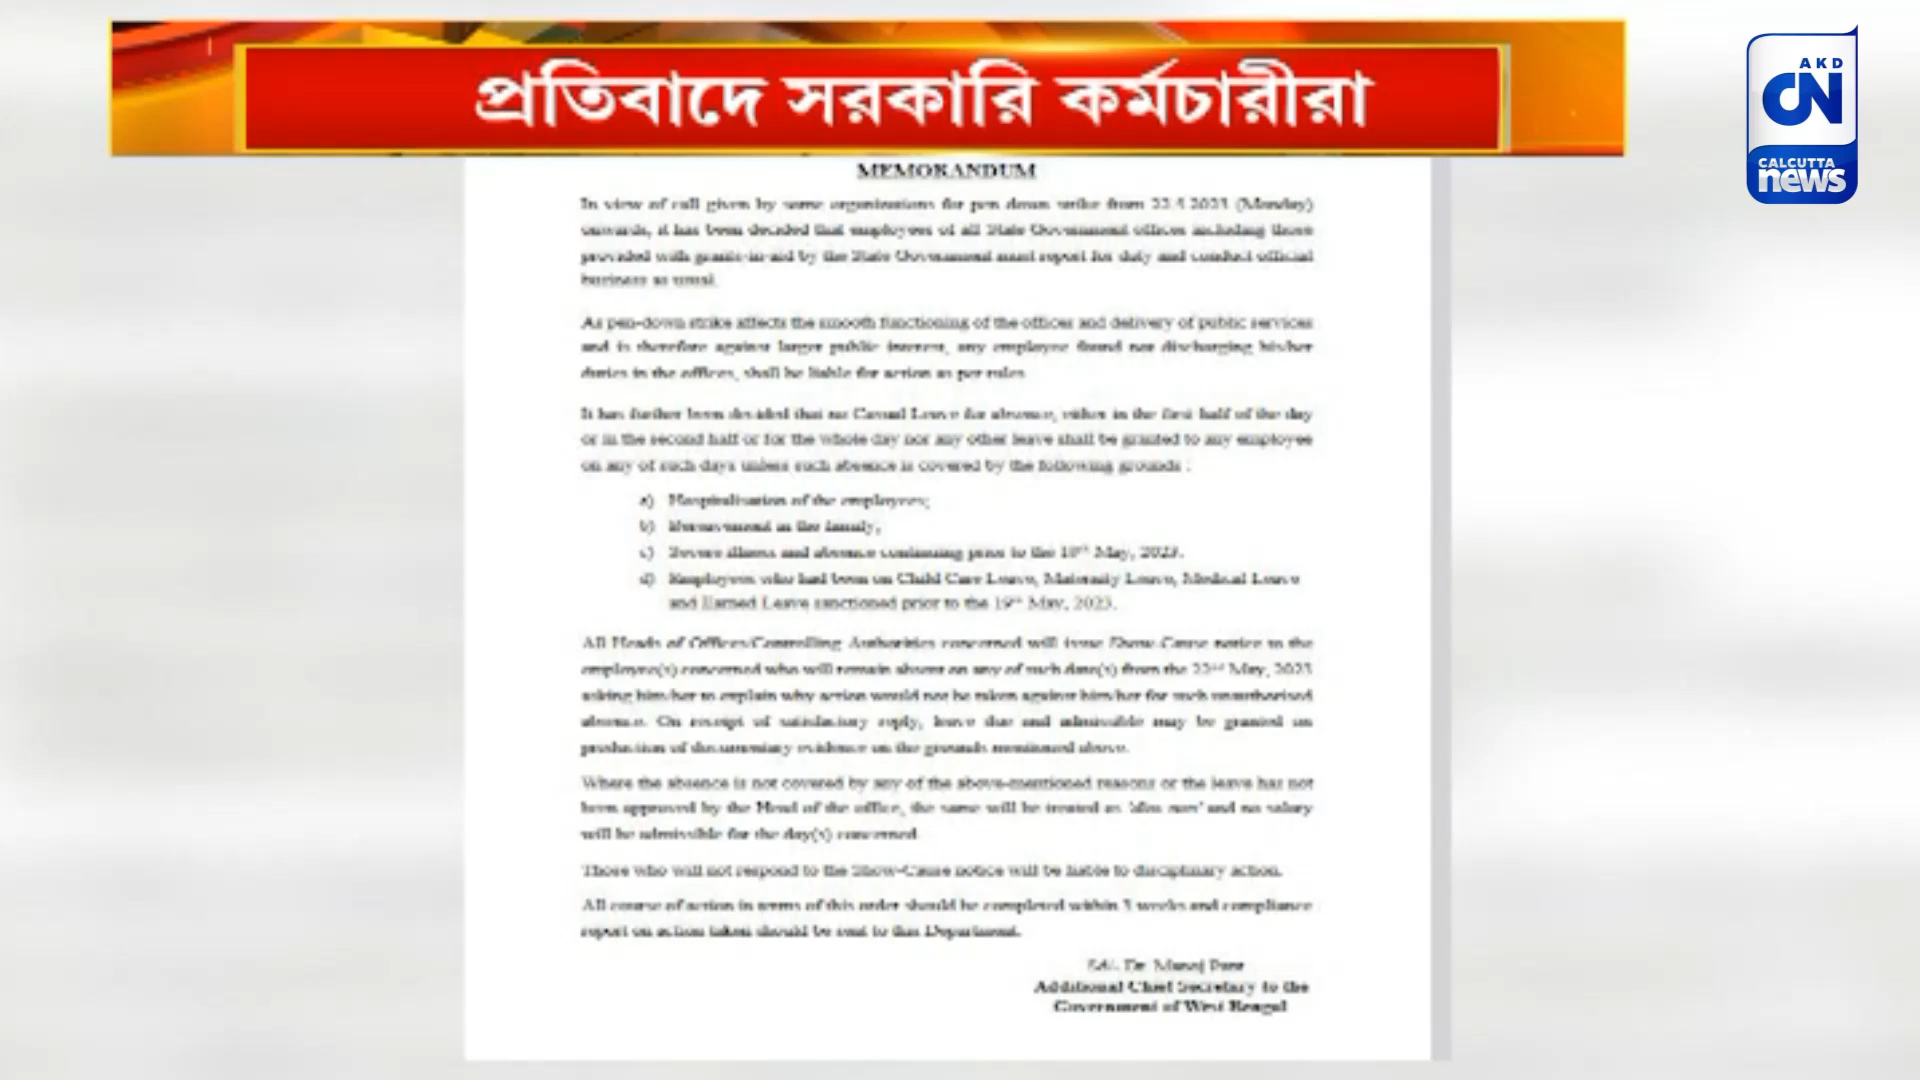 প্রতিবাদে সরকারি কর্মচারীরা
AKD
CN
CALCUTTA
news
MEMORANDUM
In view of call given by some organizations for pen down strike from 22.5.2023 (Monday)
onwards, it has been decided that employees of all State Government offices including those
provided with grants-in-aid by the State Government must report for duty and conduct official
business as usual.
As pen-down strike affects the smooth functioning of the offices and delivery of public services
and is therefore against larger public interest, any employee found not discharging his/her
duties in the offices, shall be liable for action as per rules
It has further been decided that no Casual Leave for absence, either in the first half of the day
or in the second half or for the whole day nor any other leave shall be granted to any employee
on any of such days unless such absence is covered by the following grounds :
a) Hospitalisation of the employees;
b) Bereavement in the family;
c) Severe illness and absence continuing prior to the May, 2023.
d) Employees who had been on Child Care Leave, Maternity Leave, Medical Leave
and Earned Leave sanctioned prior to the 19th May, 2023.
All Heads of Offices/Controlling Authorities concerned will issue Show-Cause notice to the
employee(s) concerned who will remain absent on any of such date(s) from the 22nd May, 2023
asking him/her to explain why action would not be taken against him/her for such unauthorised
absence. On receipt of satisfactory reply, leave due and admissible may be granted on
production of documentary evidence on the grounds mentioned above.
Where the absence is not covered by any of the above-mentioned reasons or the leave has not
been approved by the Head of the office, the same will be treated as 'dies non' and no salary
will be admissible for the day(s) concerned.
Those who will not respond to the Show-Cause notice will be liable to disciplinary action.
All course of action in terms of this order should be completed within weeks and compliance
report on action taken should be sent to this Department.
Sd/- Dr. Manoj Pant
Additional Chief Secretary to the
Government of West Bengal